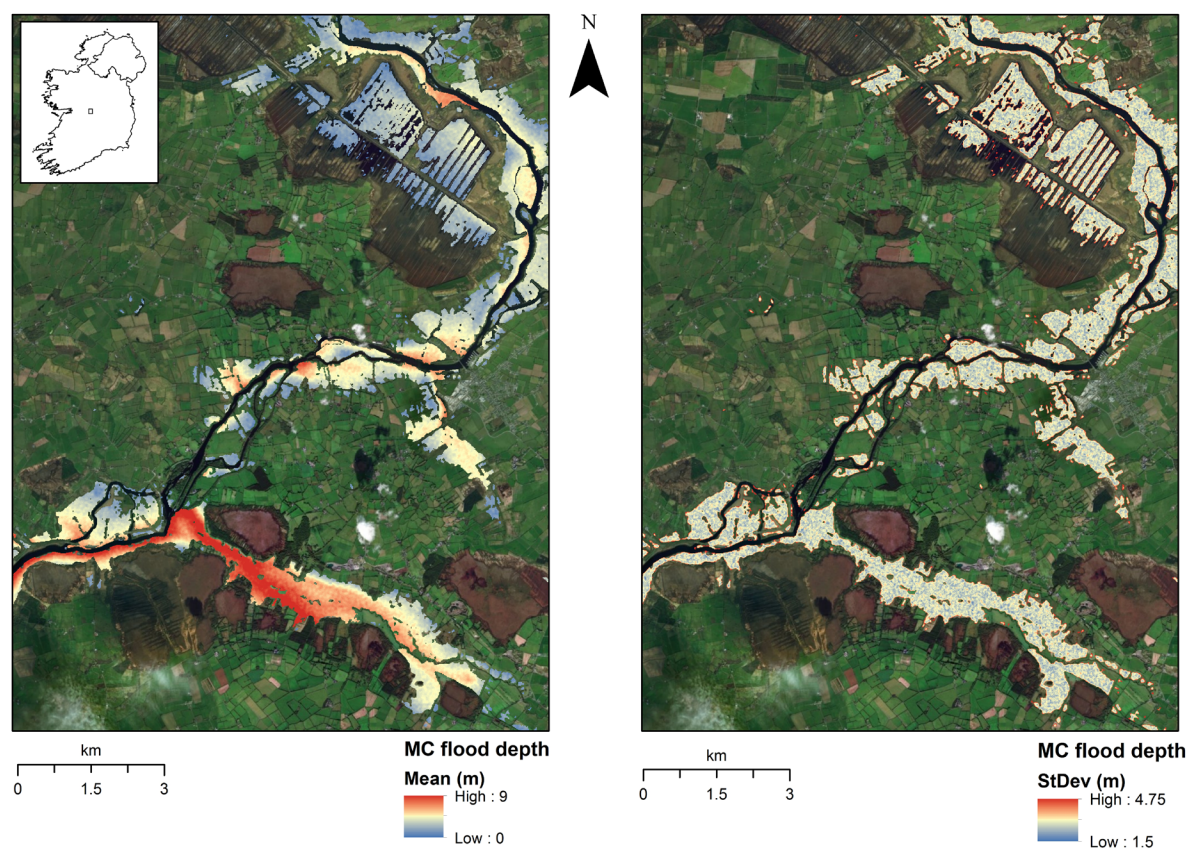 N
km
0 1.5 3
MC flood depth
Mean (m)
High : 9
Low : 0
km
0 1.5 3
MC flood depth
StDev (m)
High : 4.75
Low : 1.5